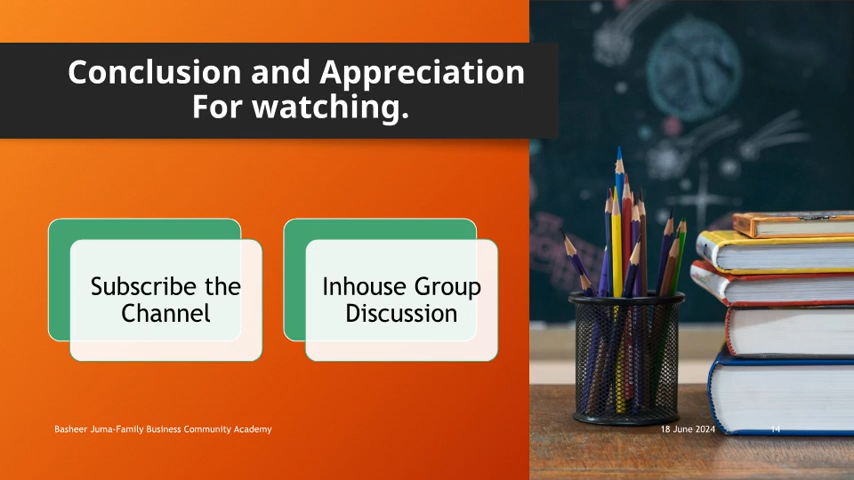 Conclusion and Appreciation
For watching.
Subscribe the
Channel
Inhouse Group
Discussion
Basheer Juma-Family Business Community Academy
18 June 2024
14